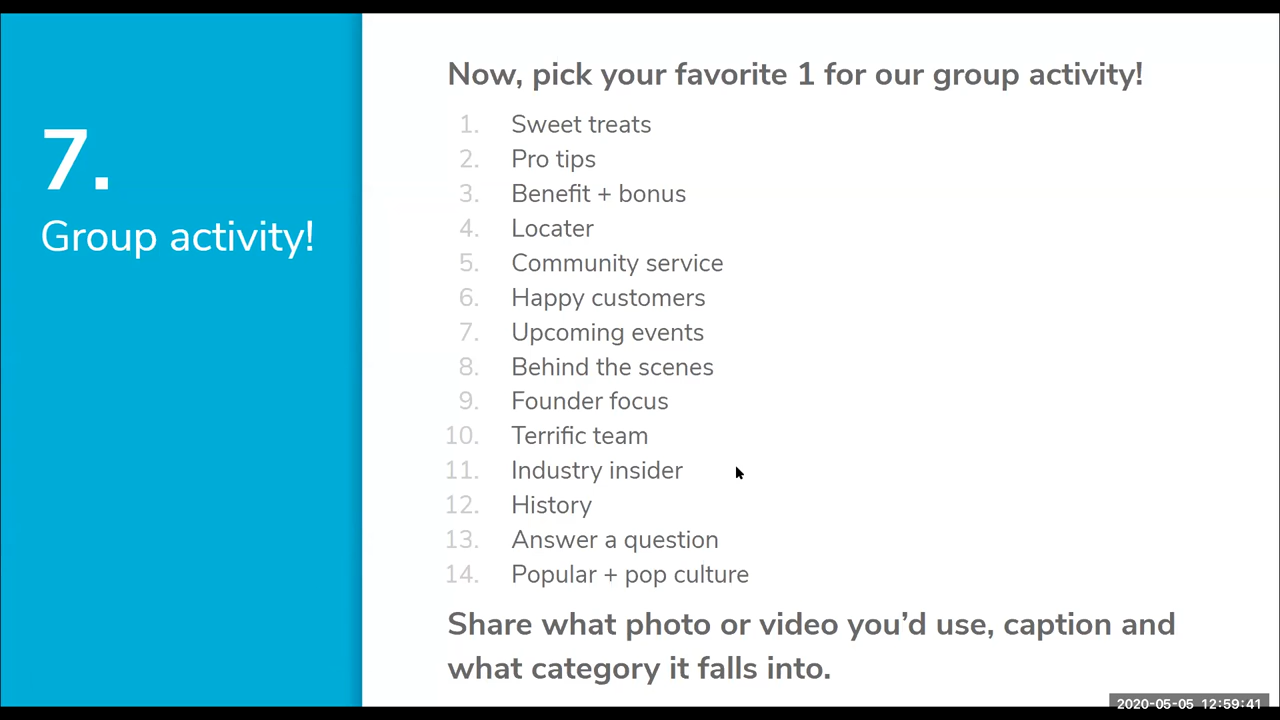 7.
Group activity!
Now, pick your favorite 1 for our group activity!
1. Sweet treats
2. Pro tips
3. Benefit + bonus
4. Locater
5. Community service
6. Happy customers
7. Upcoming events
8. Behind the scenes
9. Founder focus
10. Terrific team
11. Industry insider
12. History
13. Answer a question
14. Popular + pop culture
Share what photo or video you’d use, caption and
what category it falls into.
2020-05-05 12:59:41